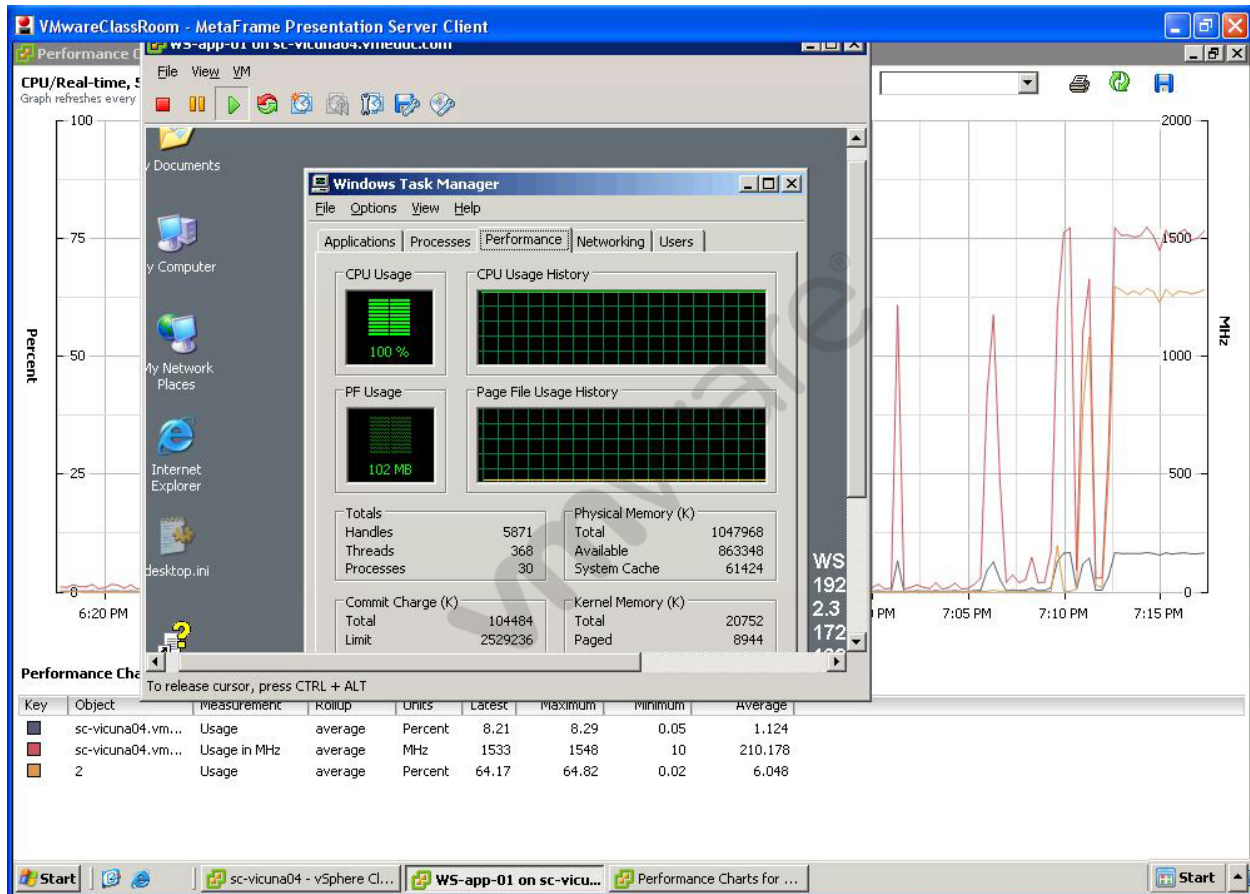 VMwareClassRoom - MetaFrame Presentation Server Client
Performance C
WS-app-01 on sc-vicuna04.vmeduc.com
File View VM
CPU/Real-time, 5
Graph refreshes every
100
75
50
25
0
Percent
2000
1500
1000
500
0
MHz
6:20 PM
PM
7:05 PM
7:10 PM
7:15 PM
y Documents
y Computer
My Network
Places
Internet
Explorer
desktop.ini
Windows Task Manager
File Options View Help
Applications Processes Performance Networking Users
CPU Usage
CPU Usage History
100 %
PF Usage
Page File Usage History
102 MB
Totals
Handles 5871
Threads 368
Processes 30
Physical Memory (K)
Total 1047968
Available 863348
System Cache 61424
Commit Charge (K)
Total 104484
Limit 2529236
Kernel Memory (K)
Total 20752
Paged 8944
WS
192
2.3
172
vmware®
To release cursor, press CTRL + ALT
Performance Cha
Key Object Measurement Rollup Units Latest Maximum Minimum Average
sc-vicuna04.vm... Usage average Percent 8.21 8.29 0.05 1.124
sc-vicuna04.vm... Usage in MHz average MHz 1533 1548 10 210.178
2 Usage average Percent 64.17 64.82 0.02 6.048
Start
sc-vicuna04 - vSphere Cl...
WS-app-01 on sc-vicu...
Performance Charts for ...
Start